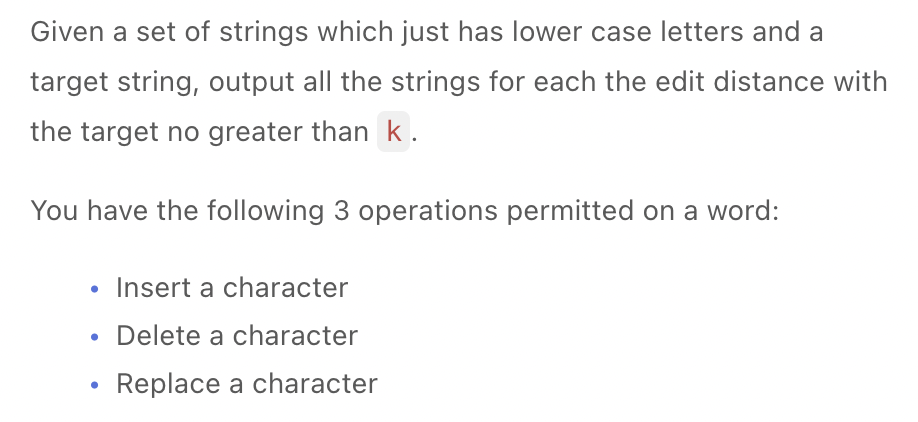 Given a set of strings which just has lower case letters and a
target string, output all the strings for each the edit distance with
the target no greater than k.
You have the following 3 operations permitted on a word:
• Insert a character
• Delete a character
• Replace a character